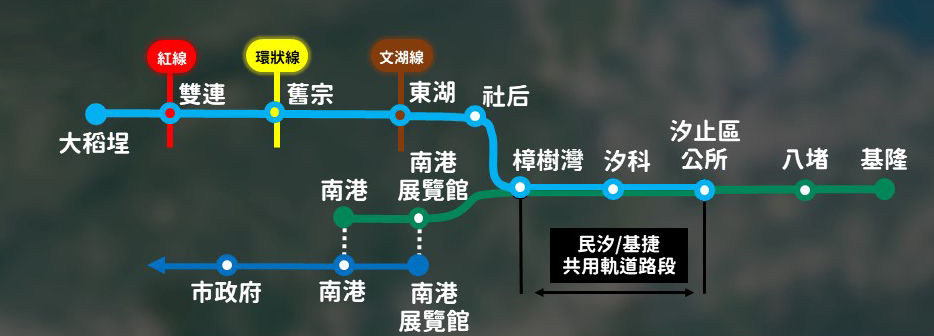 紅線
環狀線
文湖線
雙連
舊宗
東湖
社后
大稻埕
汐止區
公所
南港
南港
展覽館
樟樹灣
汐科
八堵
基隆
民汐/基捷
共用軌道路段
市政府
南港
南港
展覽館